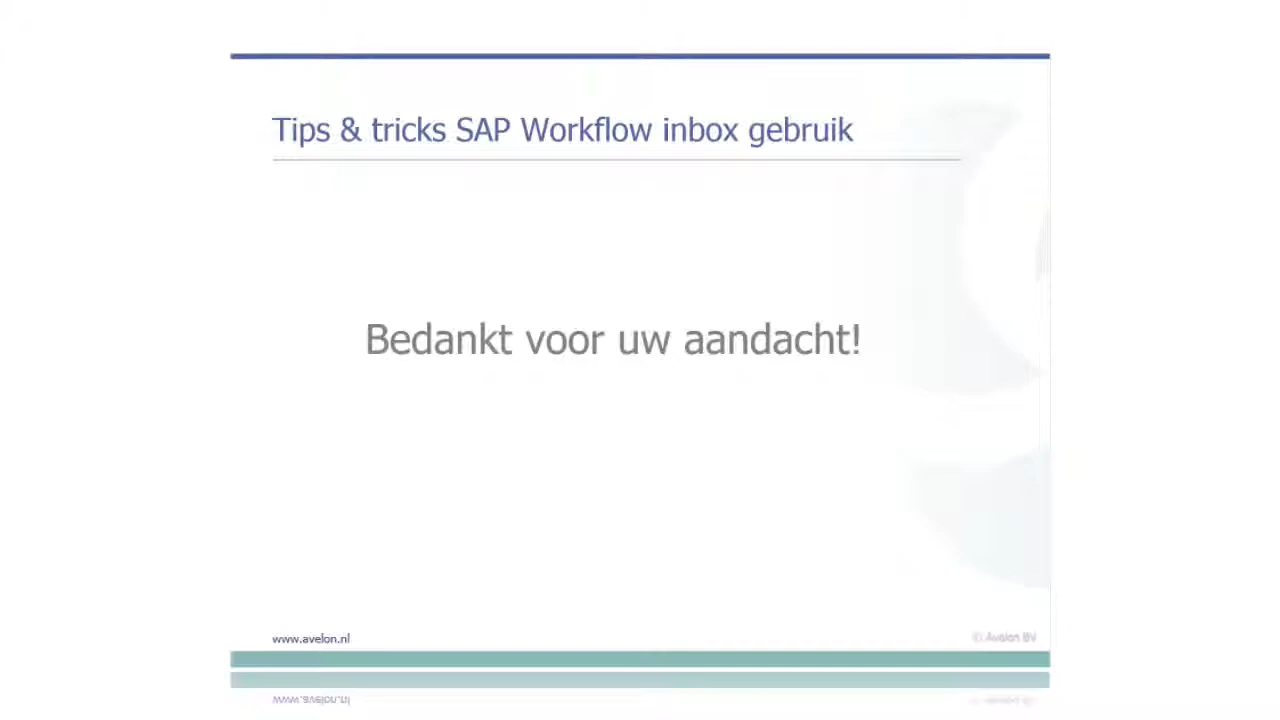 Tips & tricks SAP Workflow inbox gebruik
Bedankt voor uw aandacht!
www.avelon.nl
© Avelon BV